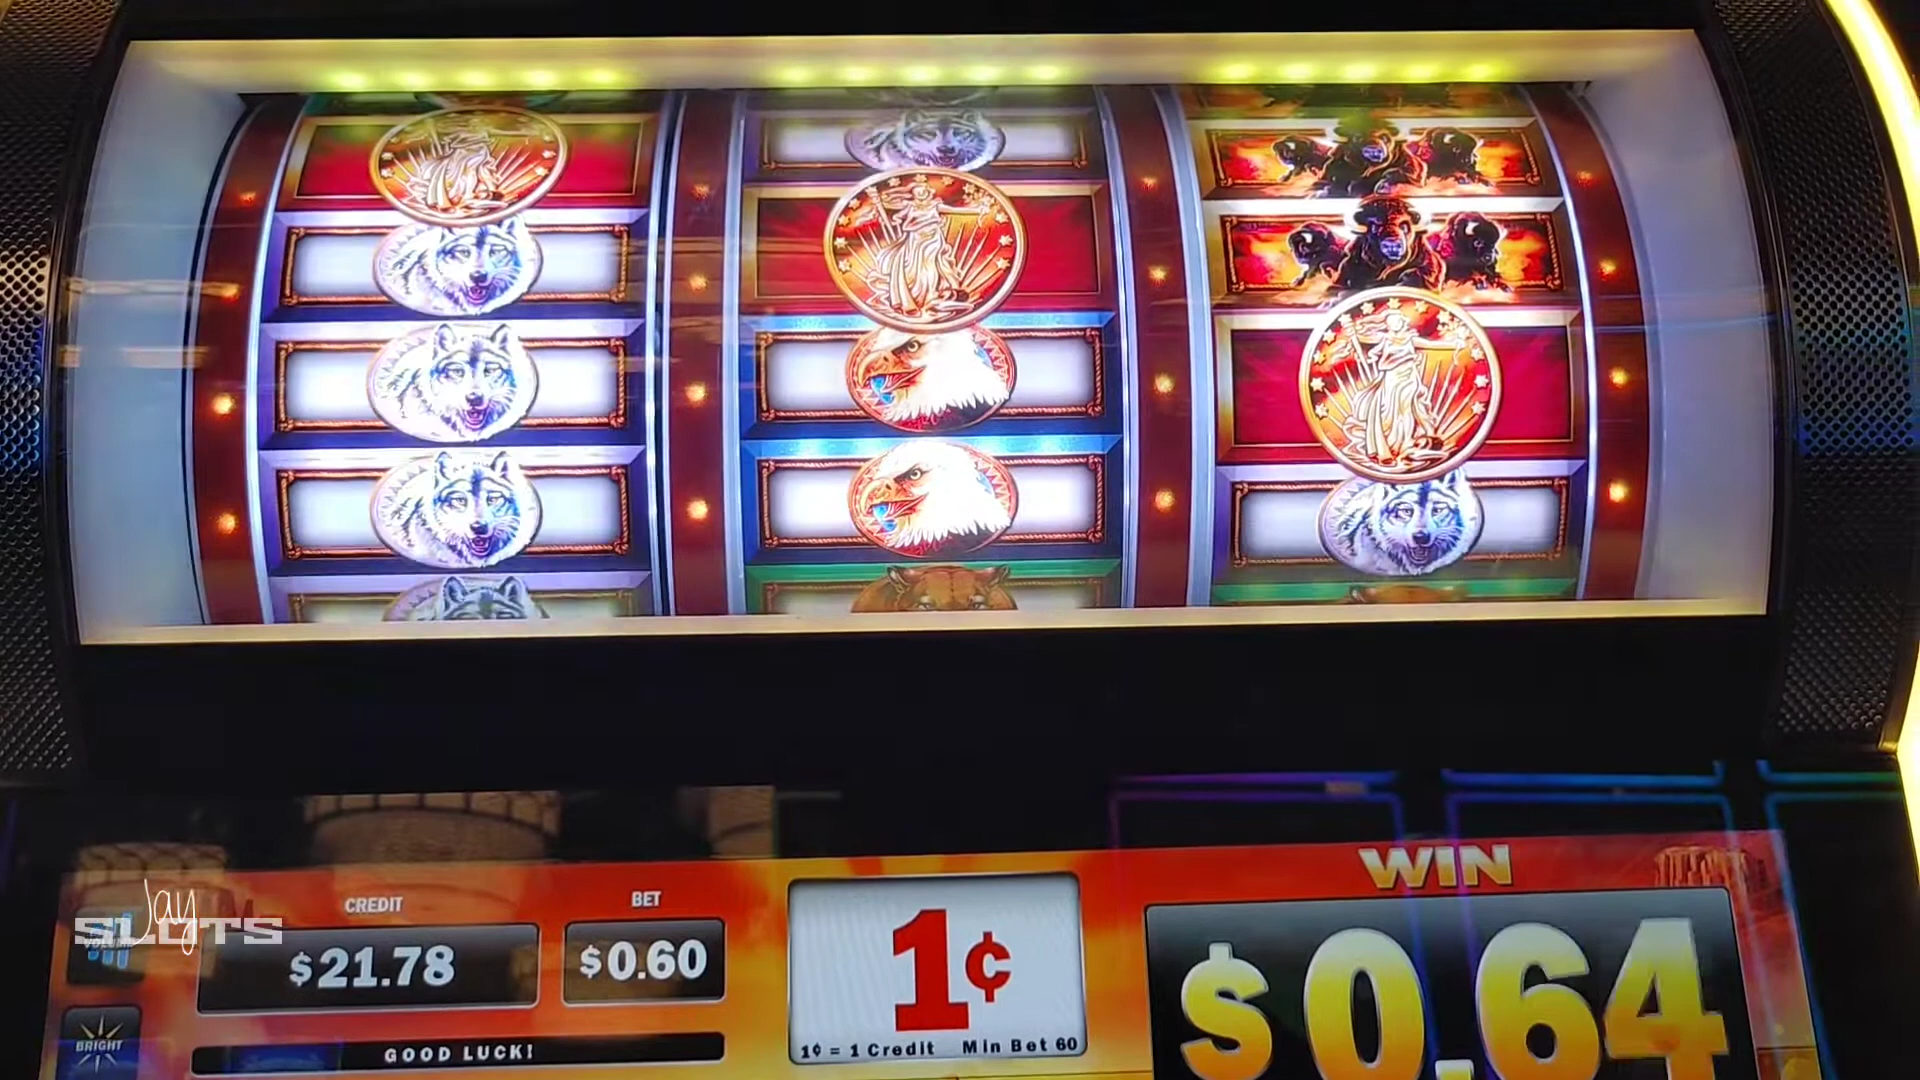 WIN
CREDIT
BET
Jay
SLOTS
VOLUME
$21.78
$0.60
1¢
$0.64
BRIGHT
GOOD LUCK!
1¢ = 1 Credit Min Bet 60